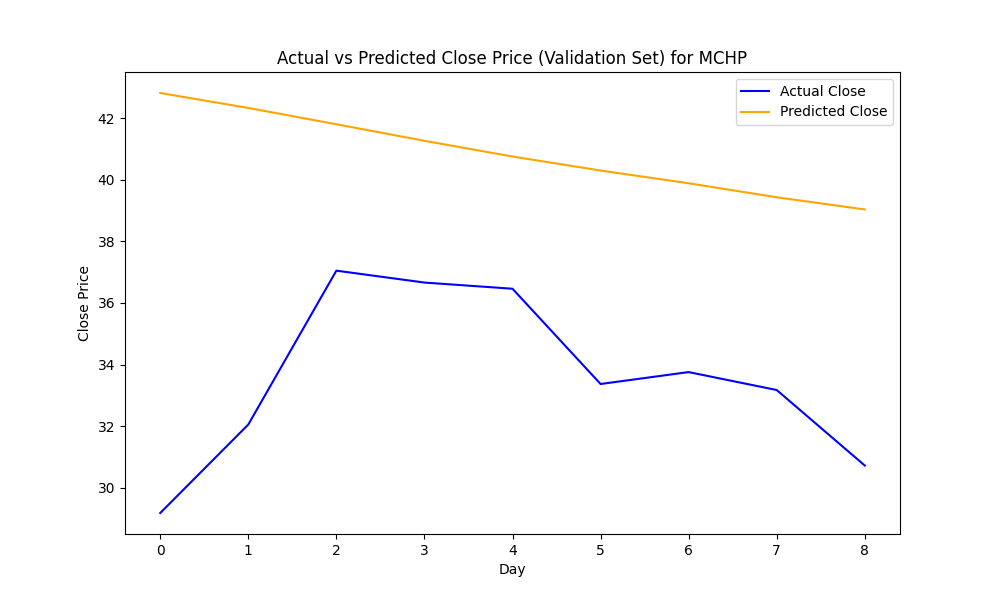 Actual vs Predicted Close Price (Validation Set) for MCHP
Actual Close
Predicted Close
Close Price
42
40
38
36
34
32
30
0 1 2 3 4 5 6 7 8
Day